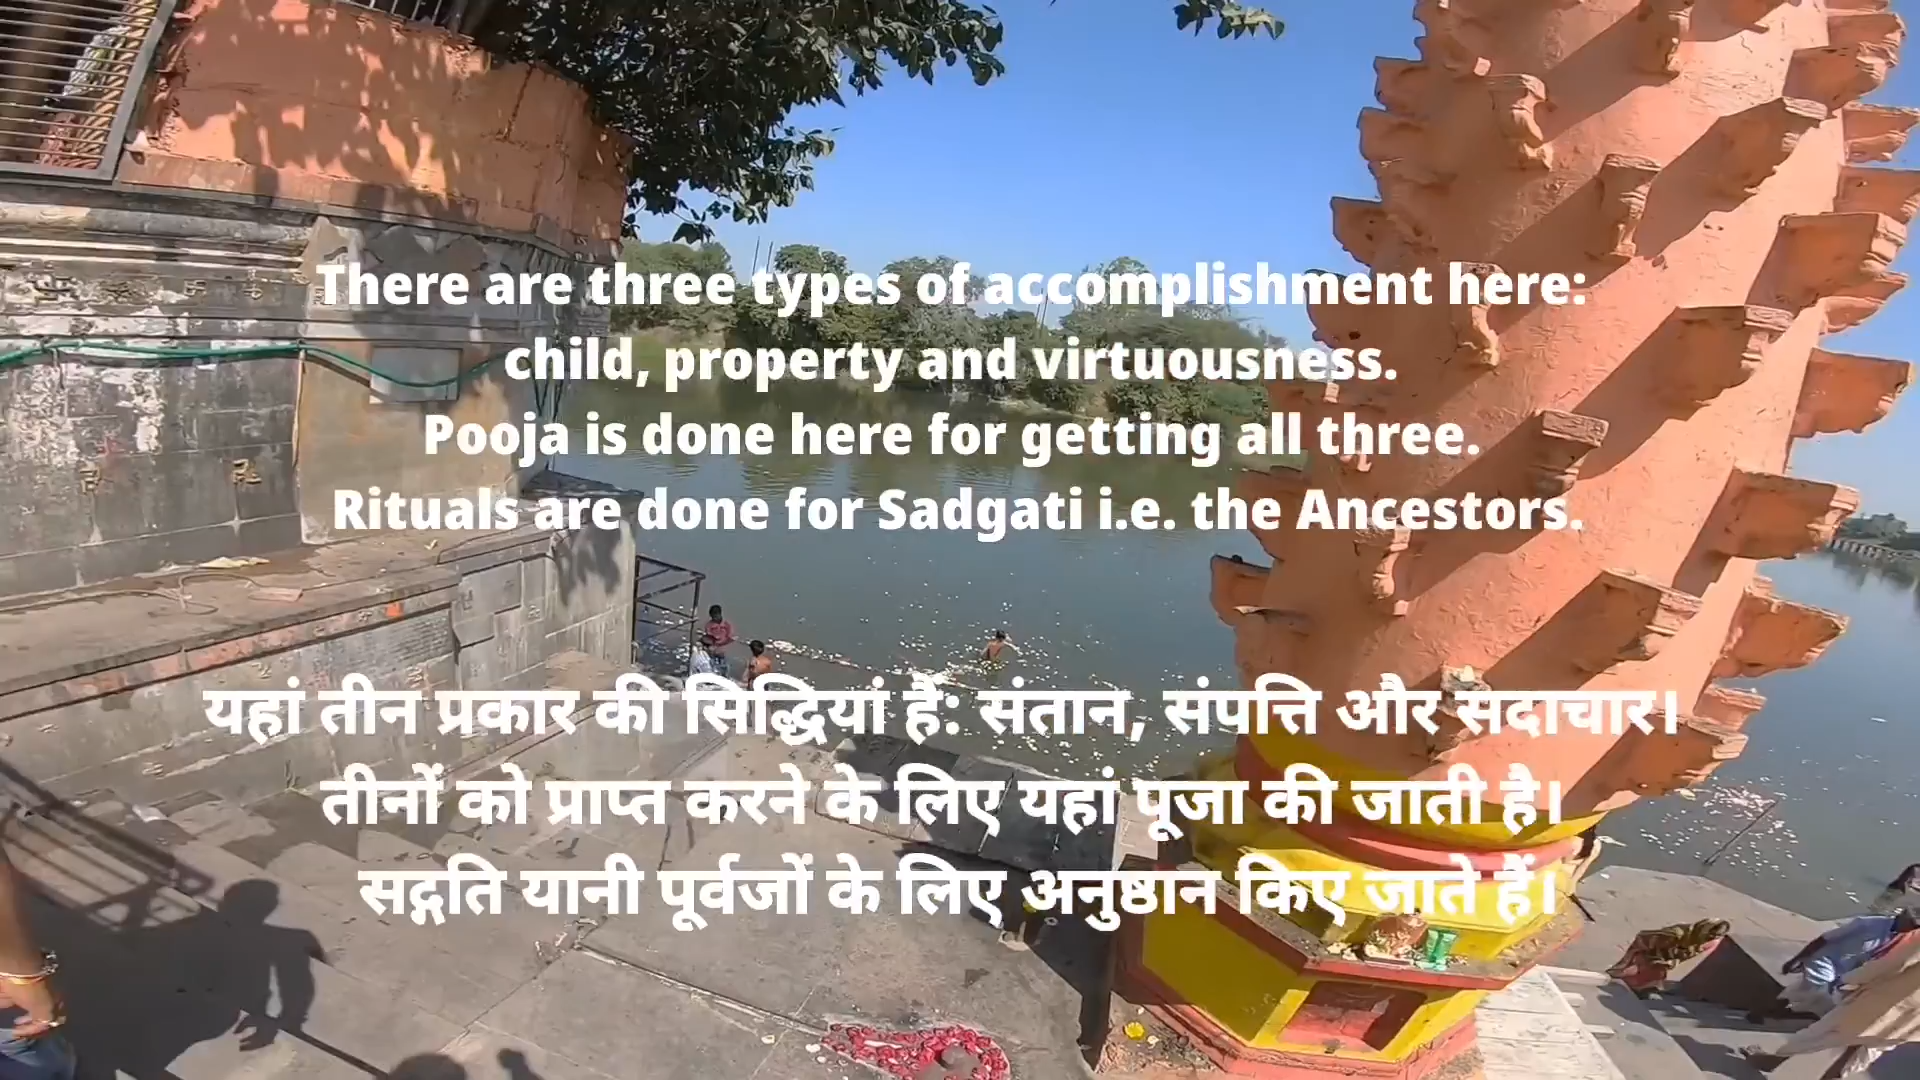 There are three types of accomplishment here:
child, property and virtuousness.
Pooja is done here for getting all three.
Rituals are done for Sadgati i.e. the Ancestors.
यहां तीन प्रकार की सिद्धियां हैं: संतान, संपत्ति और सदाचार।
तीनों को प्राप्त करने के लिए यहां पूजा की जाती है।
सद्गति यानी पूर्वजों के लिए अनुष्ठान किए जाते हैं।